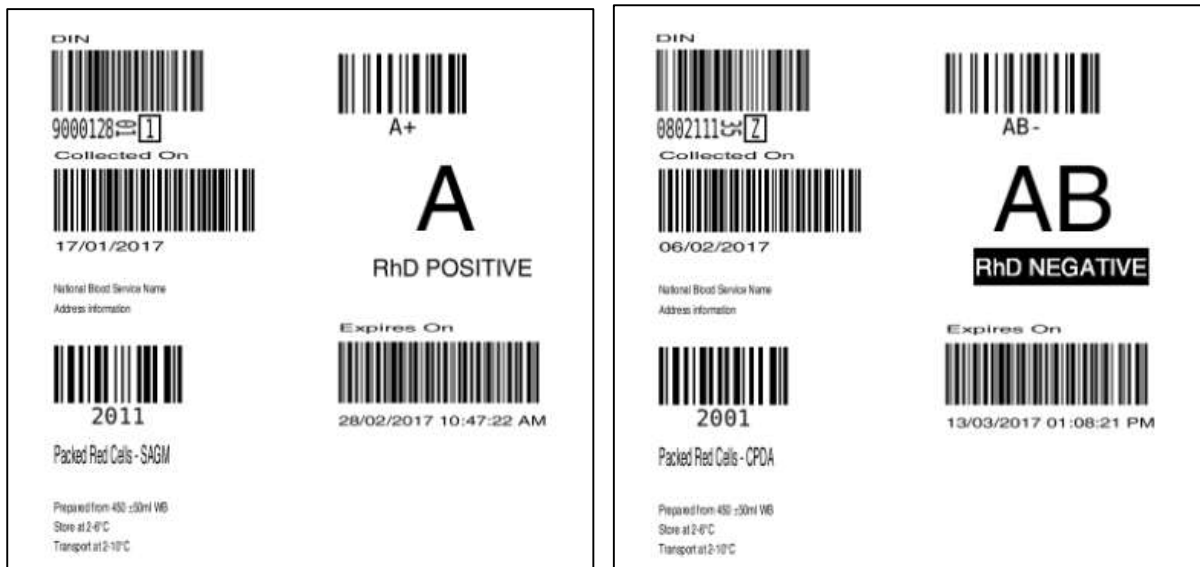 DIN
9000128 01 1
Collected On
17/01/2017
National Blood Service Name
Address information
2011
Packed Red Cells - SAGM
Prepared from 450 ±50ml WB
Store at 2-6°C
Transport at 2-10°C
A+
A
RhD POSITIVE
Expires On
28/02/2017 10:47:22 AM
DIN
0802111 35 Z
Collected On
06/02/2017
National Blood Service Name
Address information
2001
Packed Red Cells - CPDA
Prepared from 450 ±50ml WB
Store at 2-6°C
Transport at 2-10°C
AB-
AB
RhD NEGATIVE
Expires On
13/03/2017 01:08:21 PM